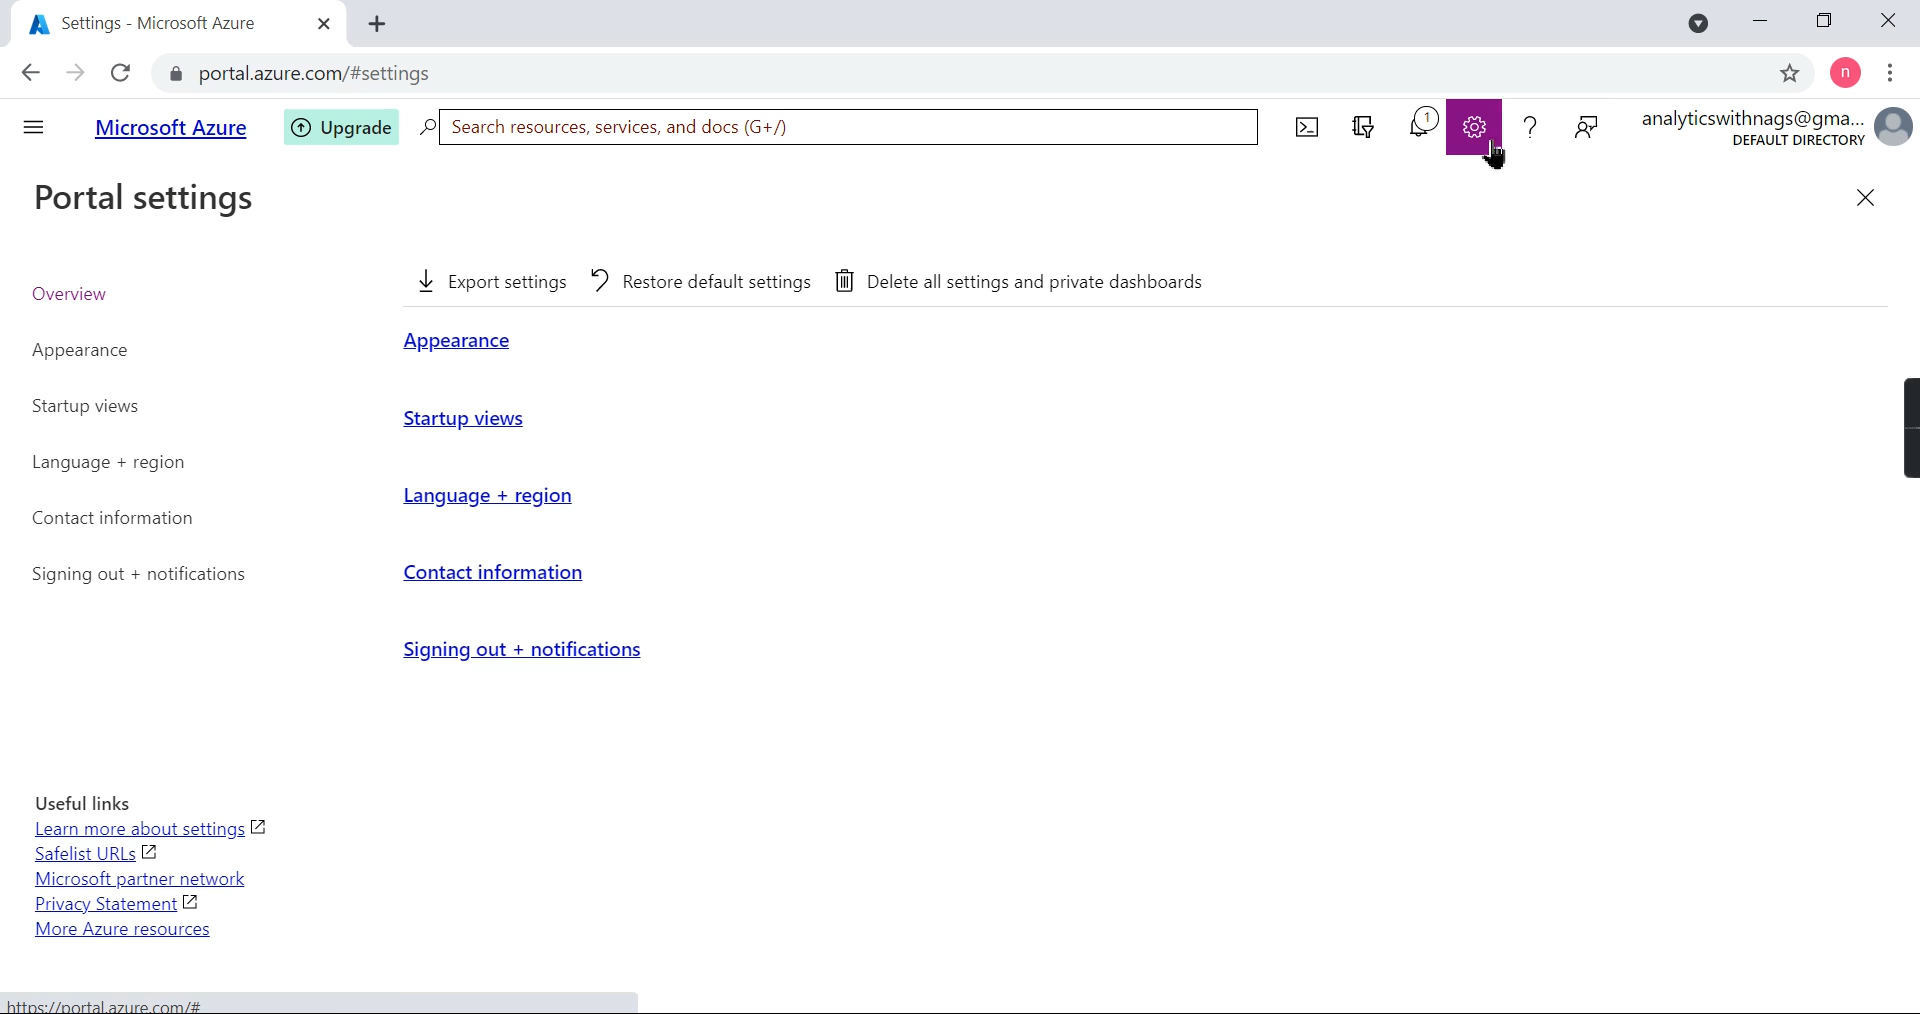 Settings - Microsoft Azure
portal.azure.com/#settings
n
Microsoft Azure
Upgrade
Search resources, services, and docs (G+/)
1
analyticswithnags@gma...
DEFAULT DIRECTORY
Portal settings
Export settings
Restore default settings
Delete all settings and private dashboards
Overview
Appearance
Startup views
Language + region
Contact information
Signing out + notifications
Appearance
Startup views
Language + region
Contact information
Signing out + notifications
Useful links
Learn more about settings
Safelist URLs
Microsoft partner network
Privacy Statement
More Azure resources
https://portal.azure.com/#